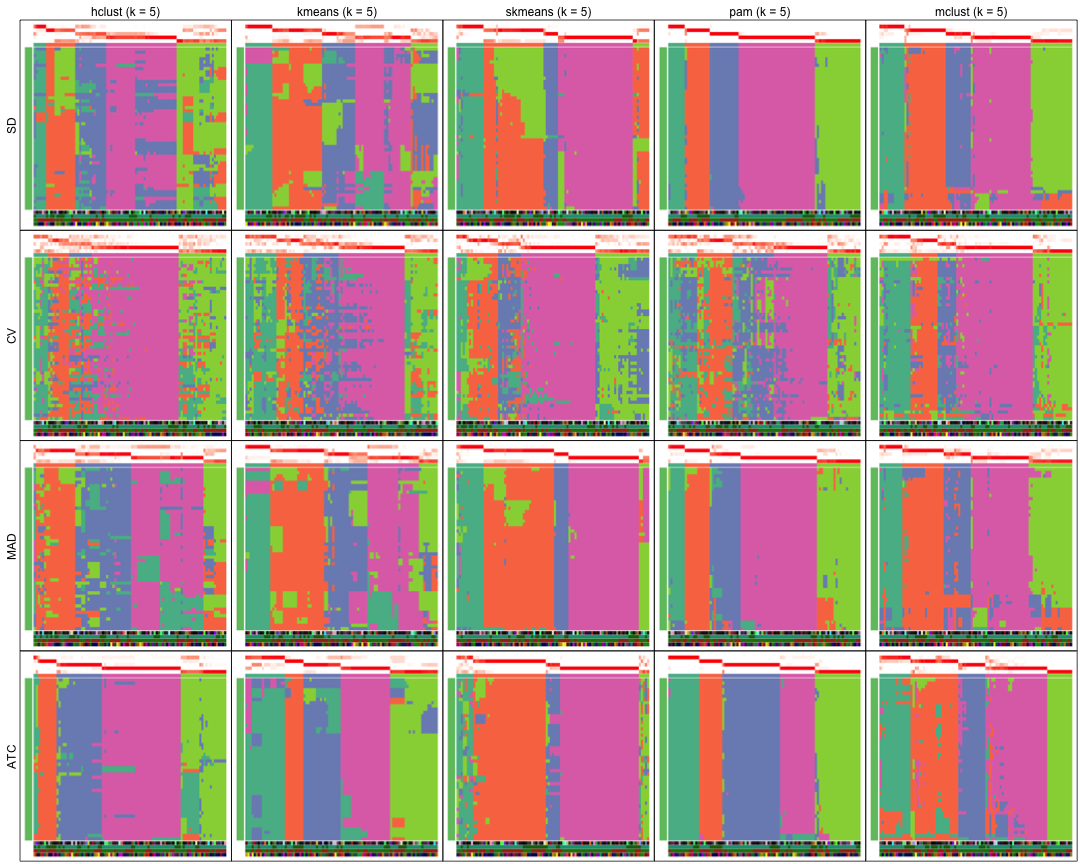 hclust (k = 5) kmeans (k = 5) skmeans (k = 5) pam (k = 5) mclust (k = 5)
SD
CV
MAD
ATC